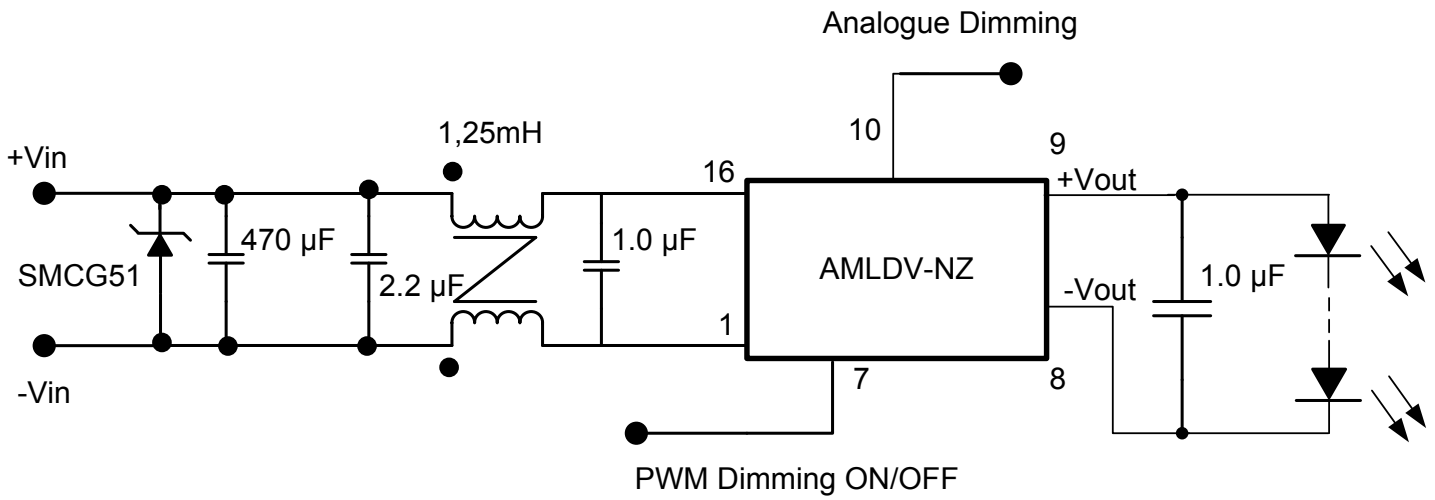 Analogue Dimming
10
9
1,25mH
+Vin
16
+Vout
470 µF
1.0 µF
SMCG51
2.2 µF
AMLDV-NZ
1.0 µF
-Vout
1
7
8
-Vin
PWM Dimming ON/OFF